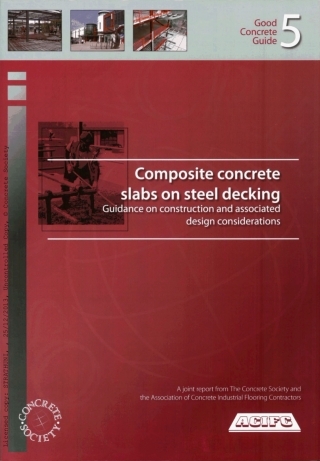 Good
Concrete
Guide 5
Composite concrete
slabs on steel decking
Guidance on construction and associated
design considerations
A joint report from The Concrete Society and
the Association of Concrete Industrial Flooring Contractors
CONCRETE
SOCIETY
ACIFC